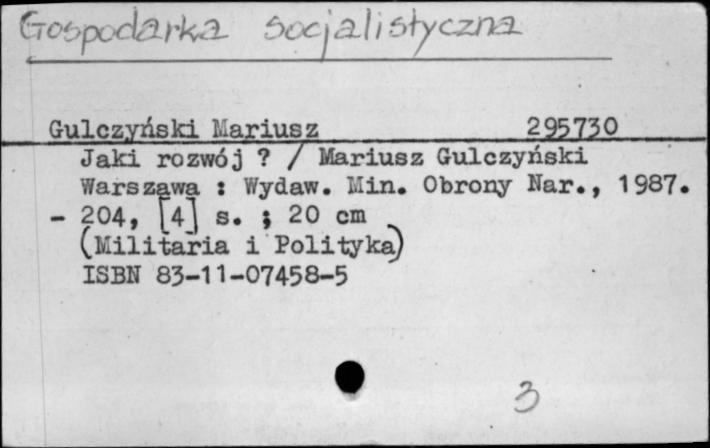 Gospodarka socjalistyczna
Gulczyński Mariusz 295730
Jaki rozwój ? / Mariusz Gulczyński
Warszawa : Wydaw. Min. Obrony Nar., 1987.
- 204, [4] s. ; 20 cm
(Militaria i Polityka)
ISBN 83-11-07458-5
3